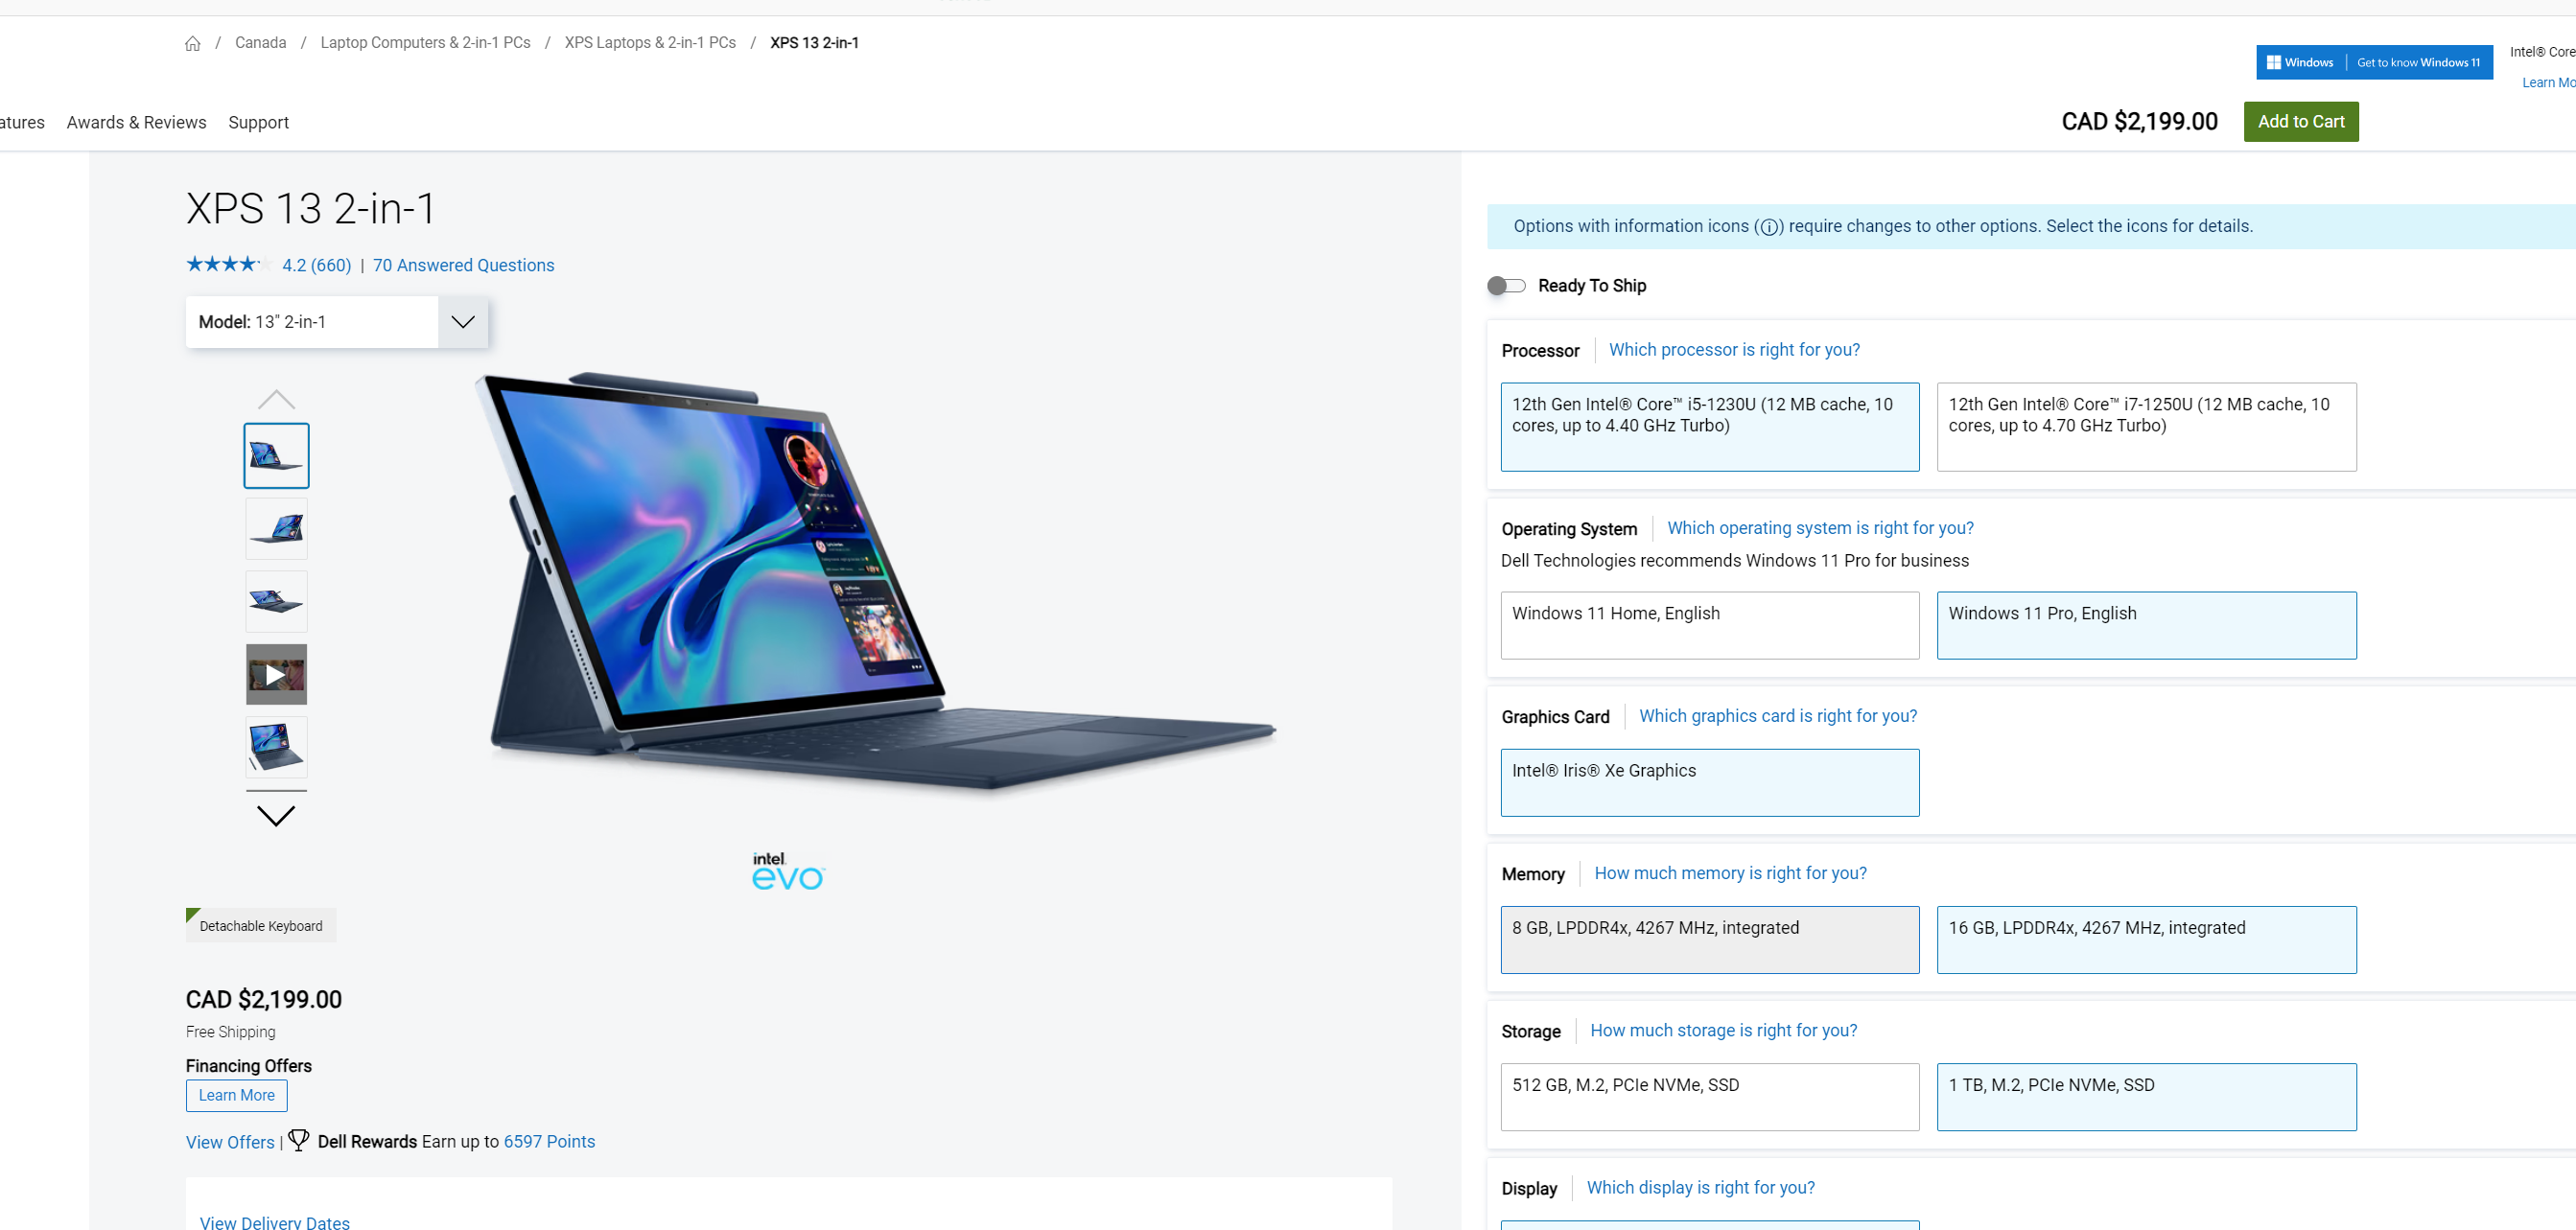 / Canada / Laptop Computers & 2-in-1 PCs / XPS Laptops & 2-in-1 PCs / XPS 13 2-in-1
Windows | Get to know Windows 11
Intel® Core
Learn
Awards & Reviews Support
CAD $2,199.00 Add to Cart
XPS 13 2-in-1
4.2 (660) | 70 Answered Questions
Model: 13" 2-in-1
intel
evo
Detachable Keyboard
CAD $2,199.00
Free Shipping
Financing Offers
Learn More
View Offers | Dell Rewards Earn up to 6597 Points
View Delivery Dates
Options with information icons (ⓘ) require changes to other options. Select the icons for details.
Ready To Ship
Processor | Which processor is right for you?
12th Gen Intel® Core™ i5-1230U (12 MB cache, 10
cores, up to 4.40 GHz Turbo)
12th Gen Intel® Core™ i7-1250U (12 MB cache, 10
cores, up to 4.70 GHz Turbo)
Operating System | Which operating system is right for you?
Dell Technologies recommends Windows 11 Pro for business
Windows 11 Home, English
Windows 11 Pro, English
Graphics Card | Which graphics card is right for you?
Intel® Iris® Xe Graphics
Memory | How much memory is right for you?
8 GB, LPDDR4x, 4267 MHz, integrated
16 GB, LPDDR4x, 4267 MHz, integrated
Storage | How much storage is right for you?
512 GB, M.2, PCIe NVMe, SSD
1 TB, M.2, PCIe NVMe, SSD
Display | Which display is right for you?